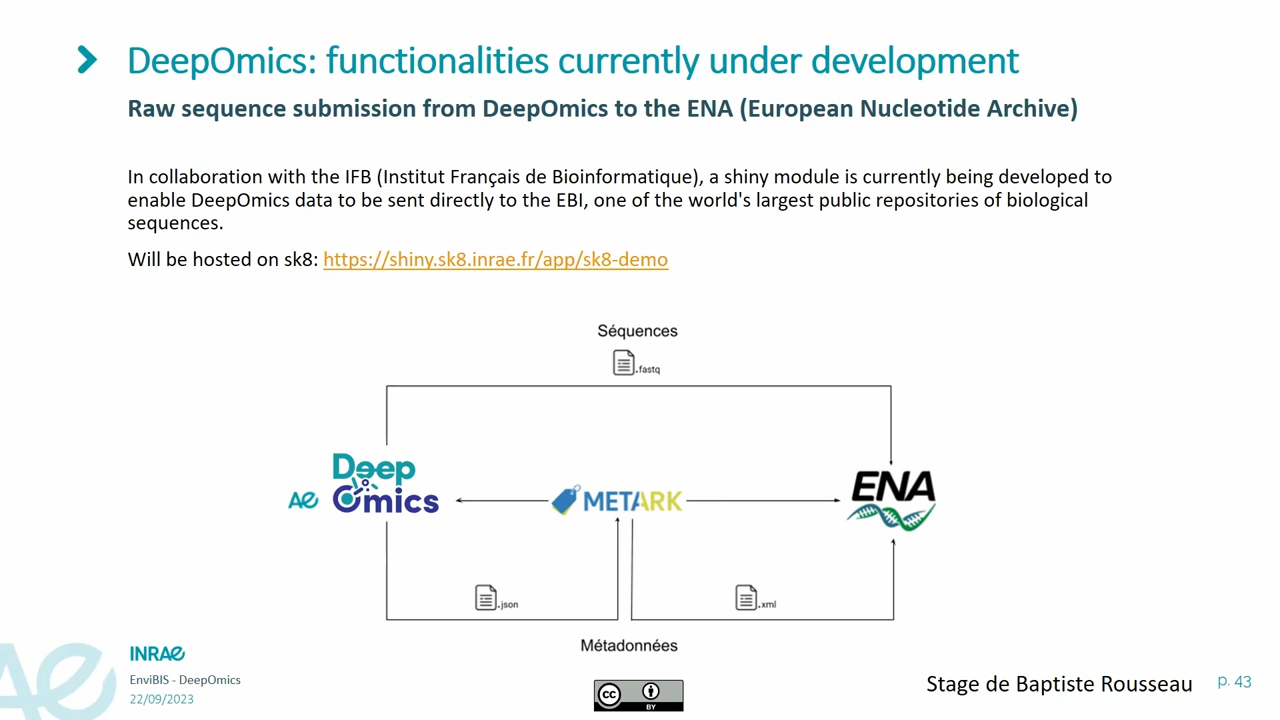 DeepOmics: functionalities currently under development
Raw sequence submission from DeepOmics to the ENA (European Nucleotide Archive)
In collaboration with the IFB (Institut Français de Bioinformatique), a shiny module is currently being developed to
enable DeepOmics data to be sent directly to the EBI, one of the world's largest public repositories of biological
sequences.
Will be hosted on sk8: https://shiny.sk8.inrae.fr/app/sk8-demo
Séquences
.fastq
Deep
Omics
METARK
ENA
.json
.xml
Métadonnées
INRAE
EnviBIS - DeepOmics
22/09/2023
cc
BY
Stage de Baptiste Rousseau
p. 43